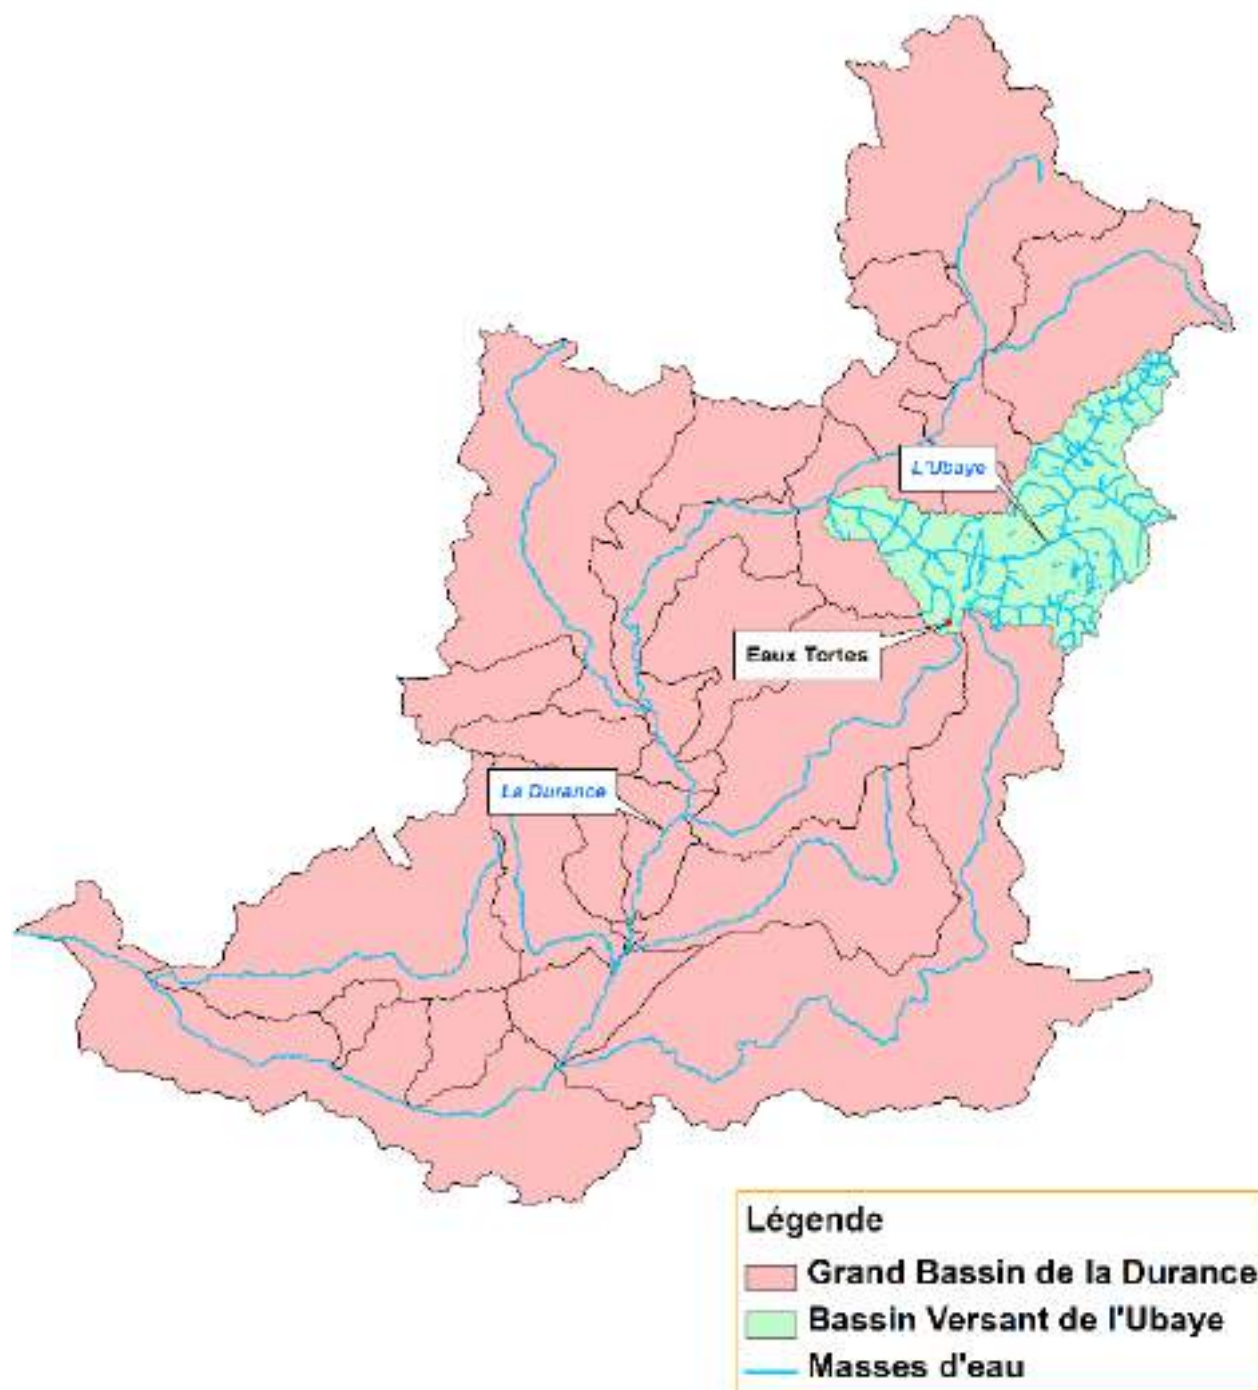 L'Ubaye
Eaux Tortes
La Durance
Légende
Grand Bassin de la Durance
Bassin Versant de l'Ubaye
Masses d'eau